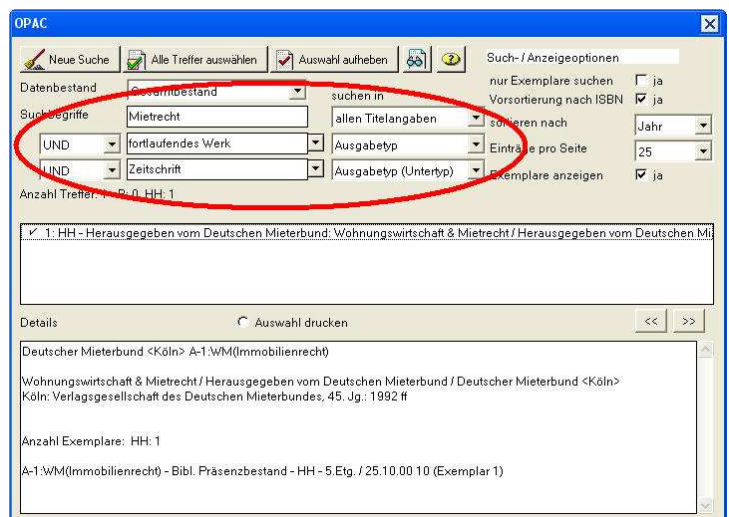 OPAC
Neue Suche Alle Treffer auswählen Auswahl aufheben Such-/Anzeigeoptionen
Datenbestand Gesamtbestand suchen in nur Exemplare suchen ja
Vorsortierung nach ISBN ja
Suchbegriffe Mietrecht allen Titelangaben sortieren nach Jahr
UND fortlaufendes Werk Ausgabetyp Einträge pro Seite 25
UND Zeitschrift Ausgabetyp (Untertyp) Exemplare anzeigen ja
Anzahl Treffer: 0, HH: 1
1: HH - Herausgegeben vom Deutschen Mieterbund: Wohnungswirtschaft & Mietrecht / Herausgegeben vom Deutschen
Details Auswahl drucken << >>
Deutscher Mieterbund <Köln> A-1:WM(Immobilienrecht)
Wohnungswirtschaft & Mietrecht / Herausgegeben vom Deutschen Mieterbund / Deutscher Mieterbund <Köln>
Köln: Verlagsgesellschaft des Deutschen Mieterbundes, 45. Jg.: 1992 ff
Anzahl Exemplare: HH: 1
A-1:WM(Immobilienrecht) - Bibl. Präsenzbestand - HH - 5.Etg. / 25.10.00 10 (Exemplar 1)